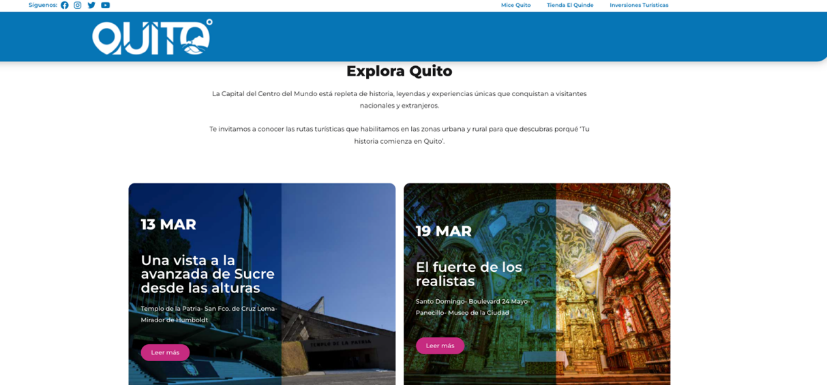 Síguenos:
Mice Quito Tienda El Quinde Inversiones Turísticas
QUITO
Explora Quito
La Capital del Centro del Mundo está repleta de historia, leyendas y experiencias únicas que conquistan a visitantes
nacionales y extranjeros.
Te invitamos a conocer las rutas turísticas que habilitamos en las zonas urbana y rural para que descubras porqué 'Tu
historia comienza en Quito'.
13 MAR
Una vista a la
avanzada de Sucre
desde las alturas
Templo de la Patria- San Fco. de Cruz Loma-
Mirador de Humboldt
Leer más
TEMPLO DE LA PATRIA
19 MAR
El fuerte de los
realistas
Santo Domingo- Boulevard 24 Mayo-
Panecillo- Museo de la Ciudad
Leer más